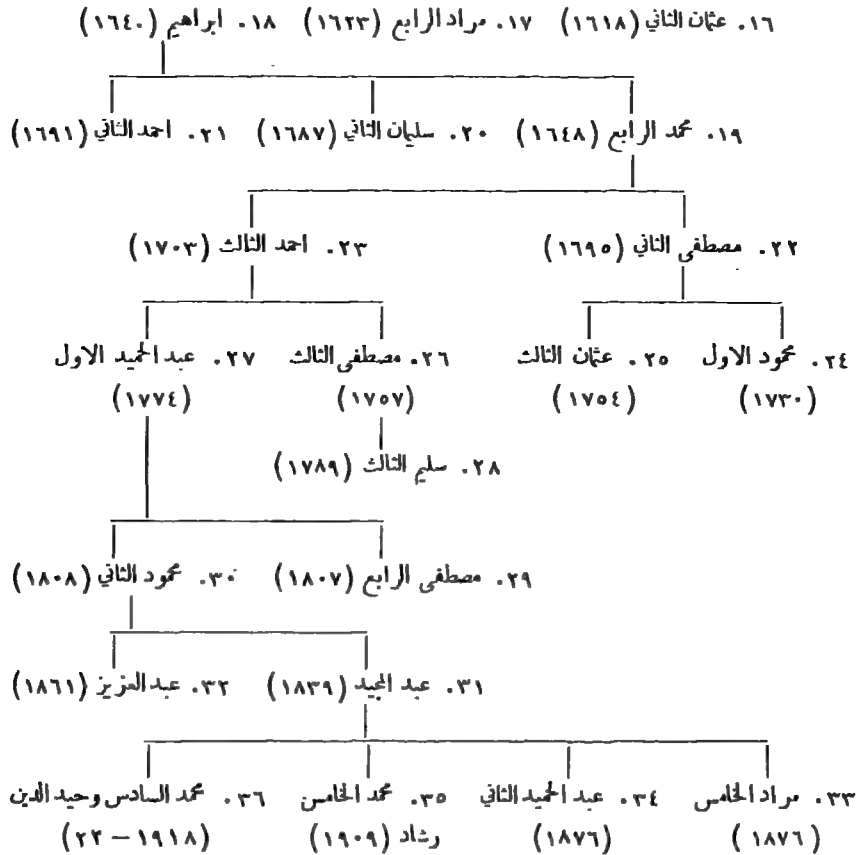 ١٦. عثمان الثاني (١٦١٨) ١٧. مراد الرابع (١٦٢٣) ١٨. ابراهيم (١٦٤٠)
١٩. محمد الرابع (١٦٤٨) ٢٠. سليمان الثاني (١٦٨٧) ٢١. احمد الثاني (١٦٩١)
٢٢. مصطفى الثاني (١٦٩٥) ٢٣. احمد الثالث (١٧٠٣)
٢٤. محمود الاول ٢٥. عثمان الثالث ٢٦. مصطفى الثالث ٢٧. عبد الحميد الاول
(١٧٣٠) (١٧٥٤) (١٧٥٧) (١٧٧٤)
٢٨. سليم الثالث (١٧٨٩)
٢٩. مصطفى الرابع (١٨٠٧) ٣٠. محمود الثاني (١٨٠٨)
٣١. عبد المجيد (١٨٣٩) ٣٢. عبد العزيز (١٨٦١)
٣٣. مراد الخامس ٣٤. عبد الحميد الثاني ٣٥. محمد الخامس ٣٦. محمد السادس وحيد الدين
(١٨٧٦) (١٨٧٦) رشاد (١٩٠٩) (١٩١٨ – ٢٢)